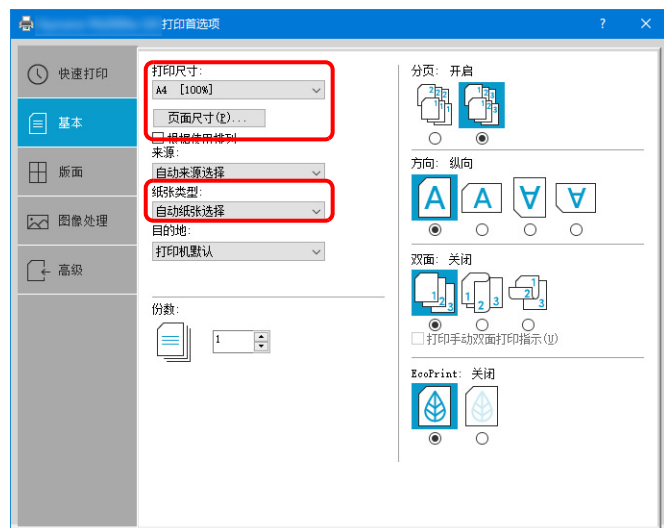 打印首选项
?
快速打印
基本
版面
图像处理
高级
打印尺寸:
A4 [100%]
页面尺寸(P)...
根据使用排列
来源:
自动来源选择
纸张类型:
自动纸张选择
目的地:
打印机默认
份数:
1
分页: 开启
方向: 纵向
双面: 关闭
打印手动双面打印指示(U)
EcoPrint: 关闭